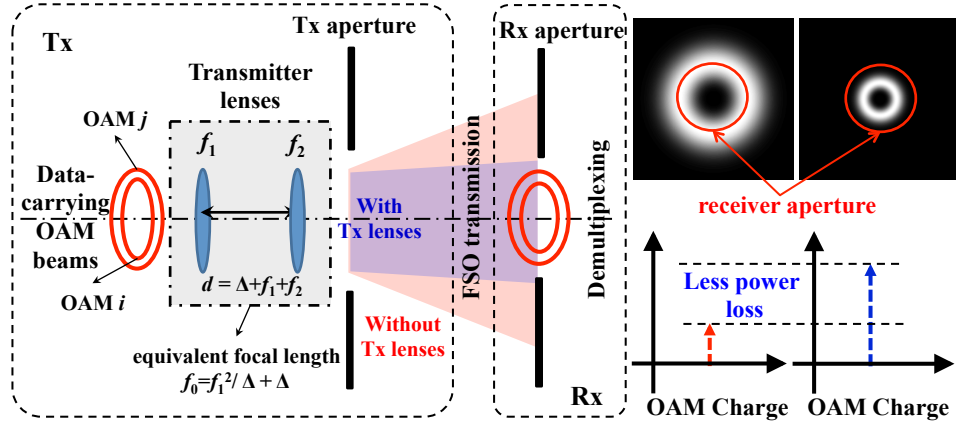 Tx
Tx aperture
Rx aperture
Transmitter
lenses
OAM j
f₁
f₂
Data-
carrying
OAM
beams
With
Tx lenses
FSO transmission
Demultiplexing
receiver aperture
OAM i
d = Δ+f₁+f₂
Without
Tx lenses
Less power
loss
equivalent focal length
f₀=f₁²/ Δ + Δ
Rx
OAM Charge
OAM Charge